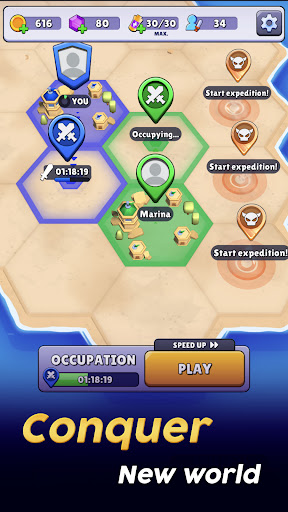 616 80 30/30 34
MAX.
Start expedition!
YOU
Occupying...
01:18:19
Start expedition!
Marina
Start expedition!
SPEED UP
OCCUPATION
PLAY
01:18:19
Conquer
New world